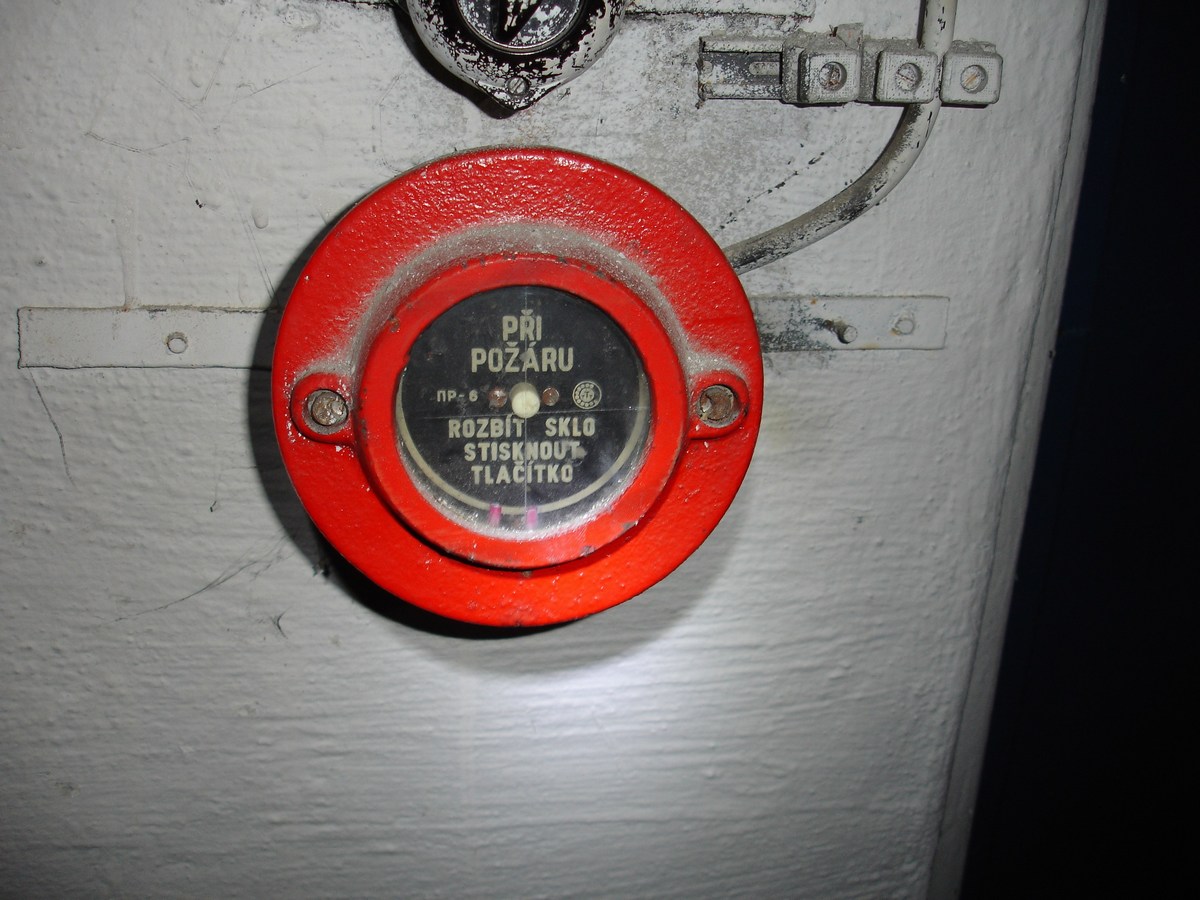 PŘI
POŽÁRU
ПР-6
ROZBÍT SKLO
STISKNOUT
TLAČÍTKO